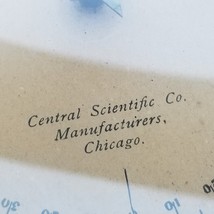 Central Scientific Co.
Manufacturers,
Chicago.